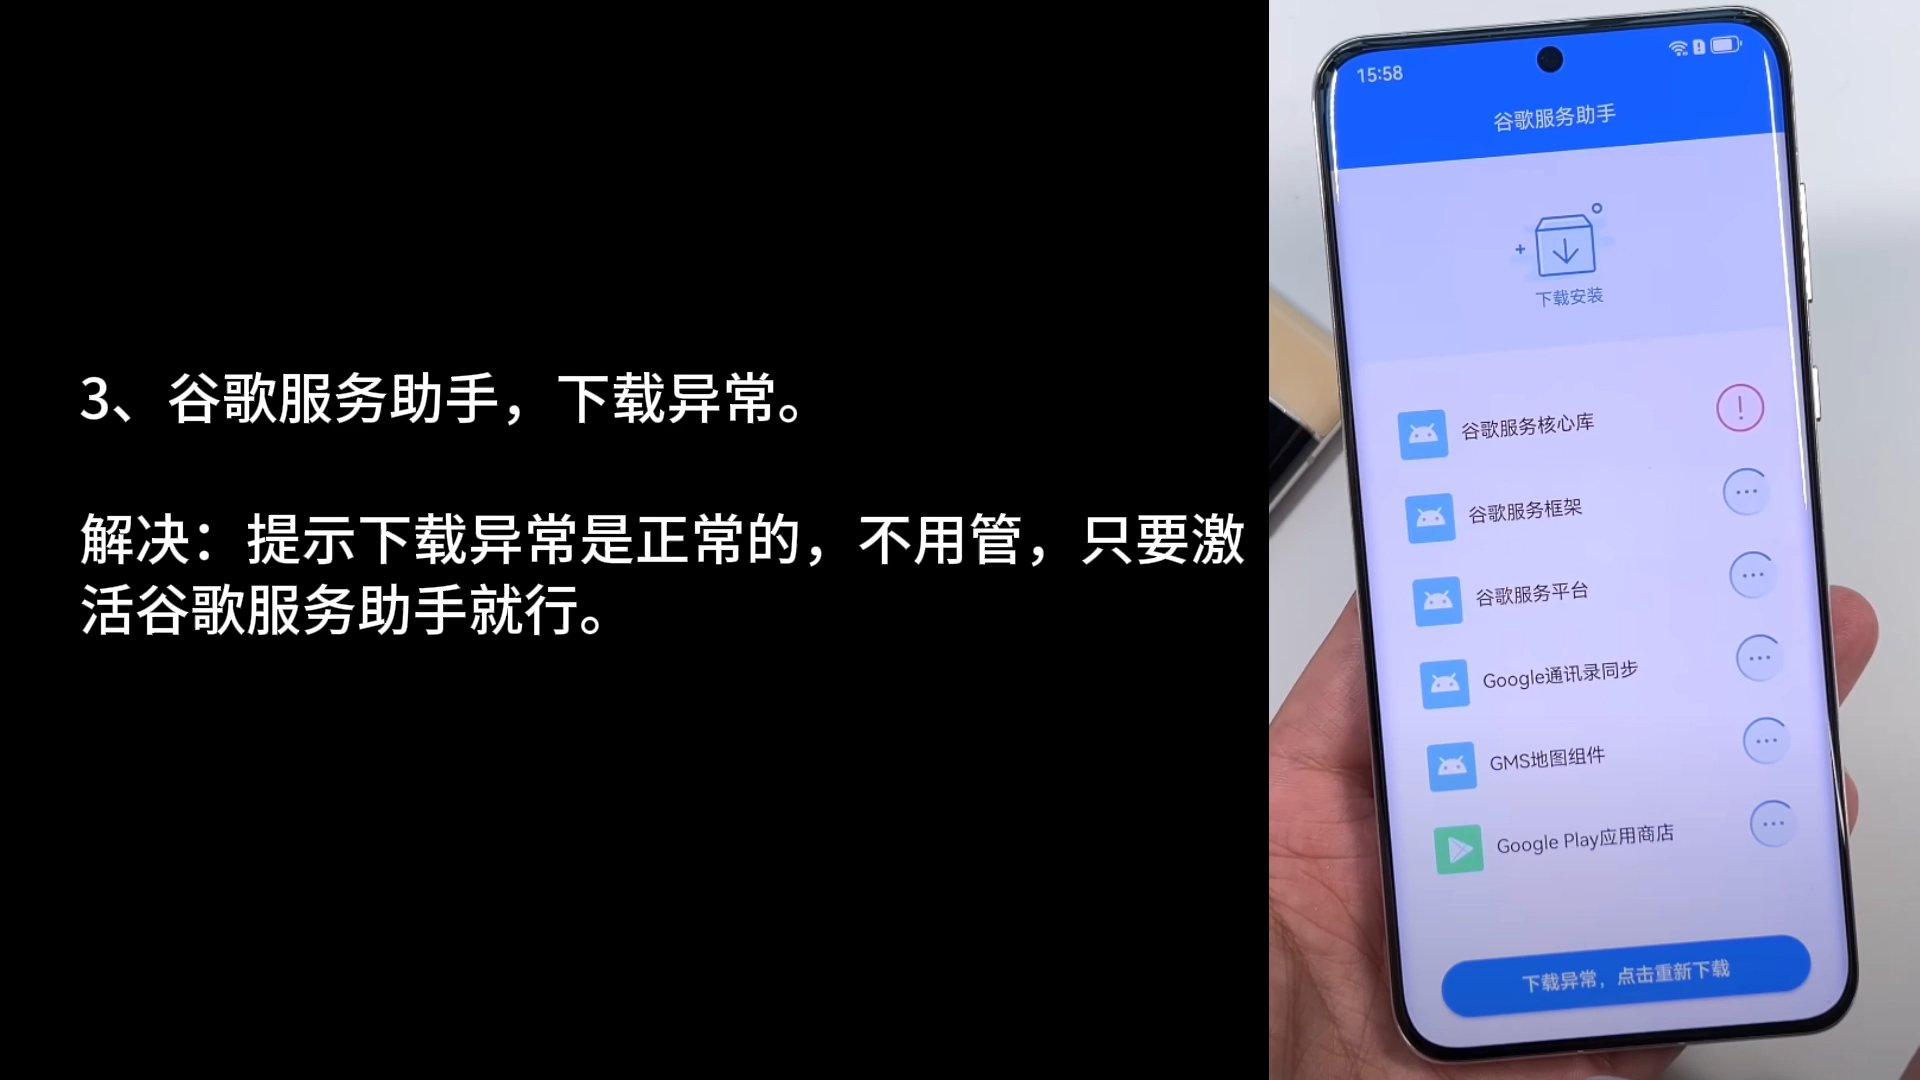 3、谷歌服务助手，下载异常。
解决：提示下载异常是正常的，不用管，只要激
活谷歌服务助手就行。
15:58
谷歌服务助手
下载安装
谷歌服务核心库
谷歌服务框架
谷歌服务平台
Google通讯录同步
GMS地图组件
Google Play应用商店
下载异常，点击重新下载